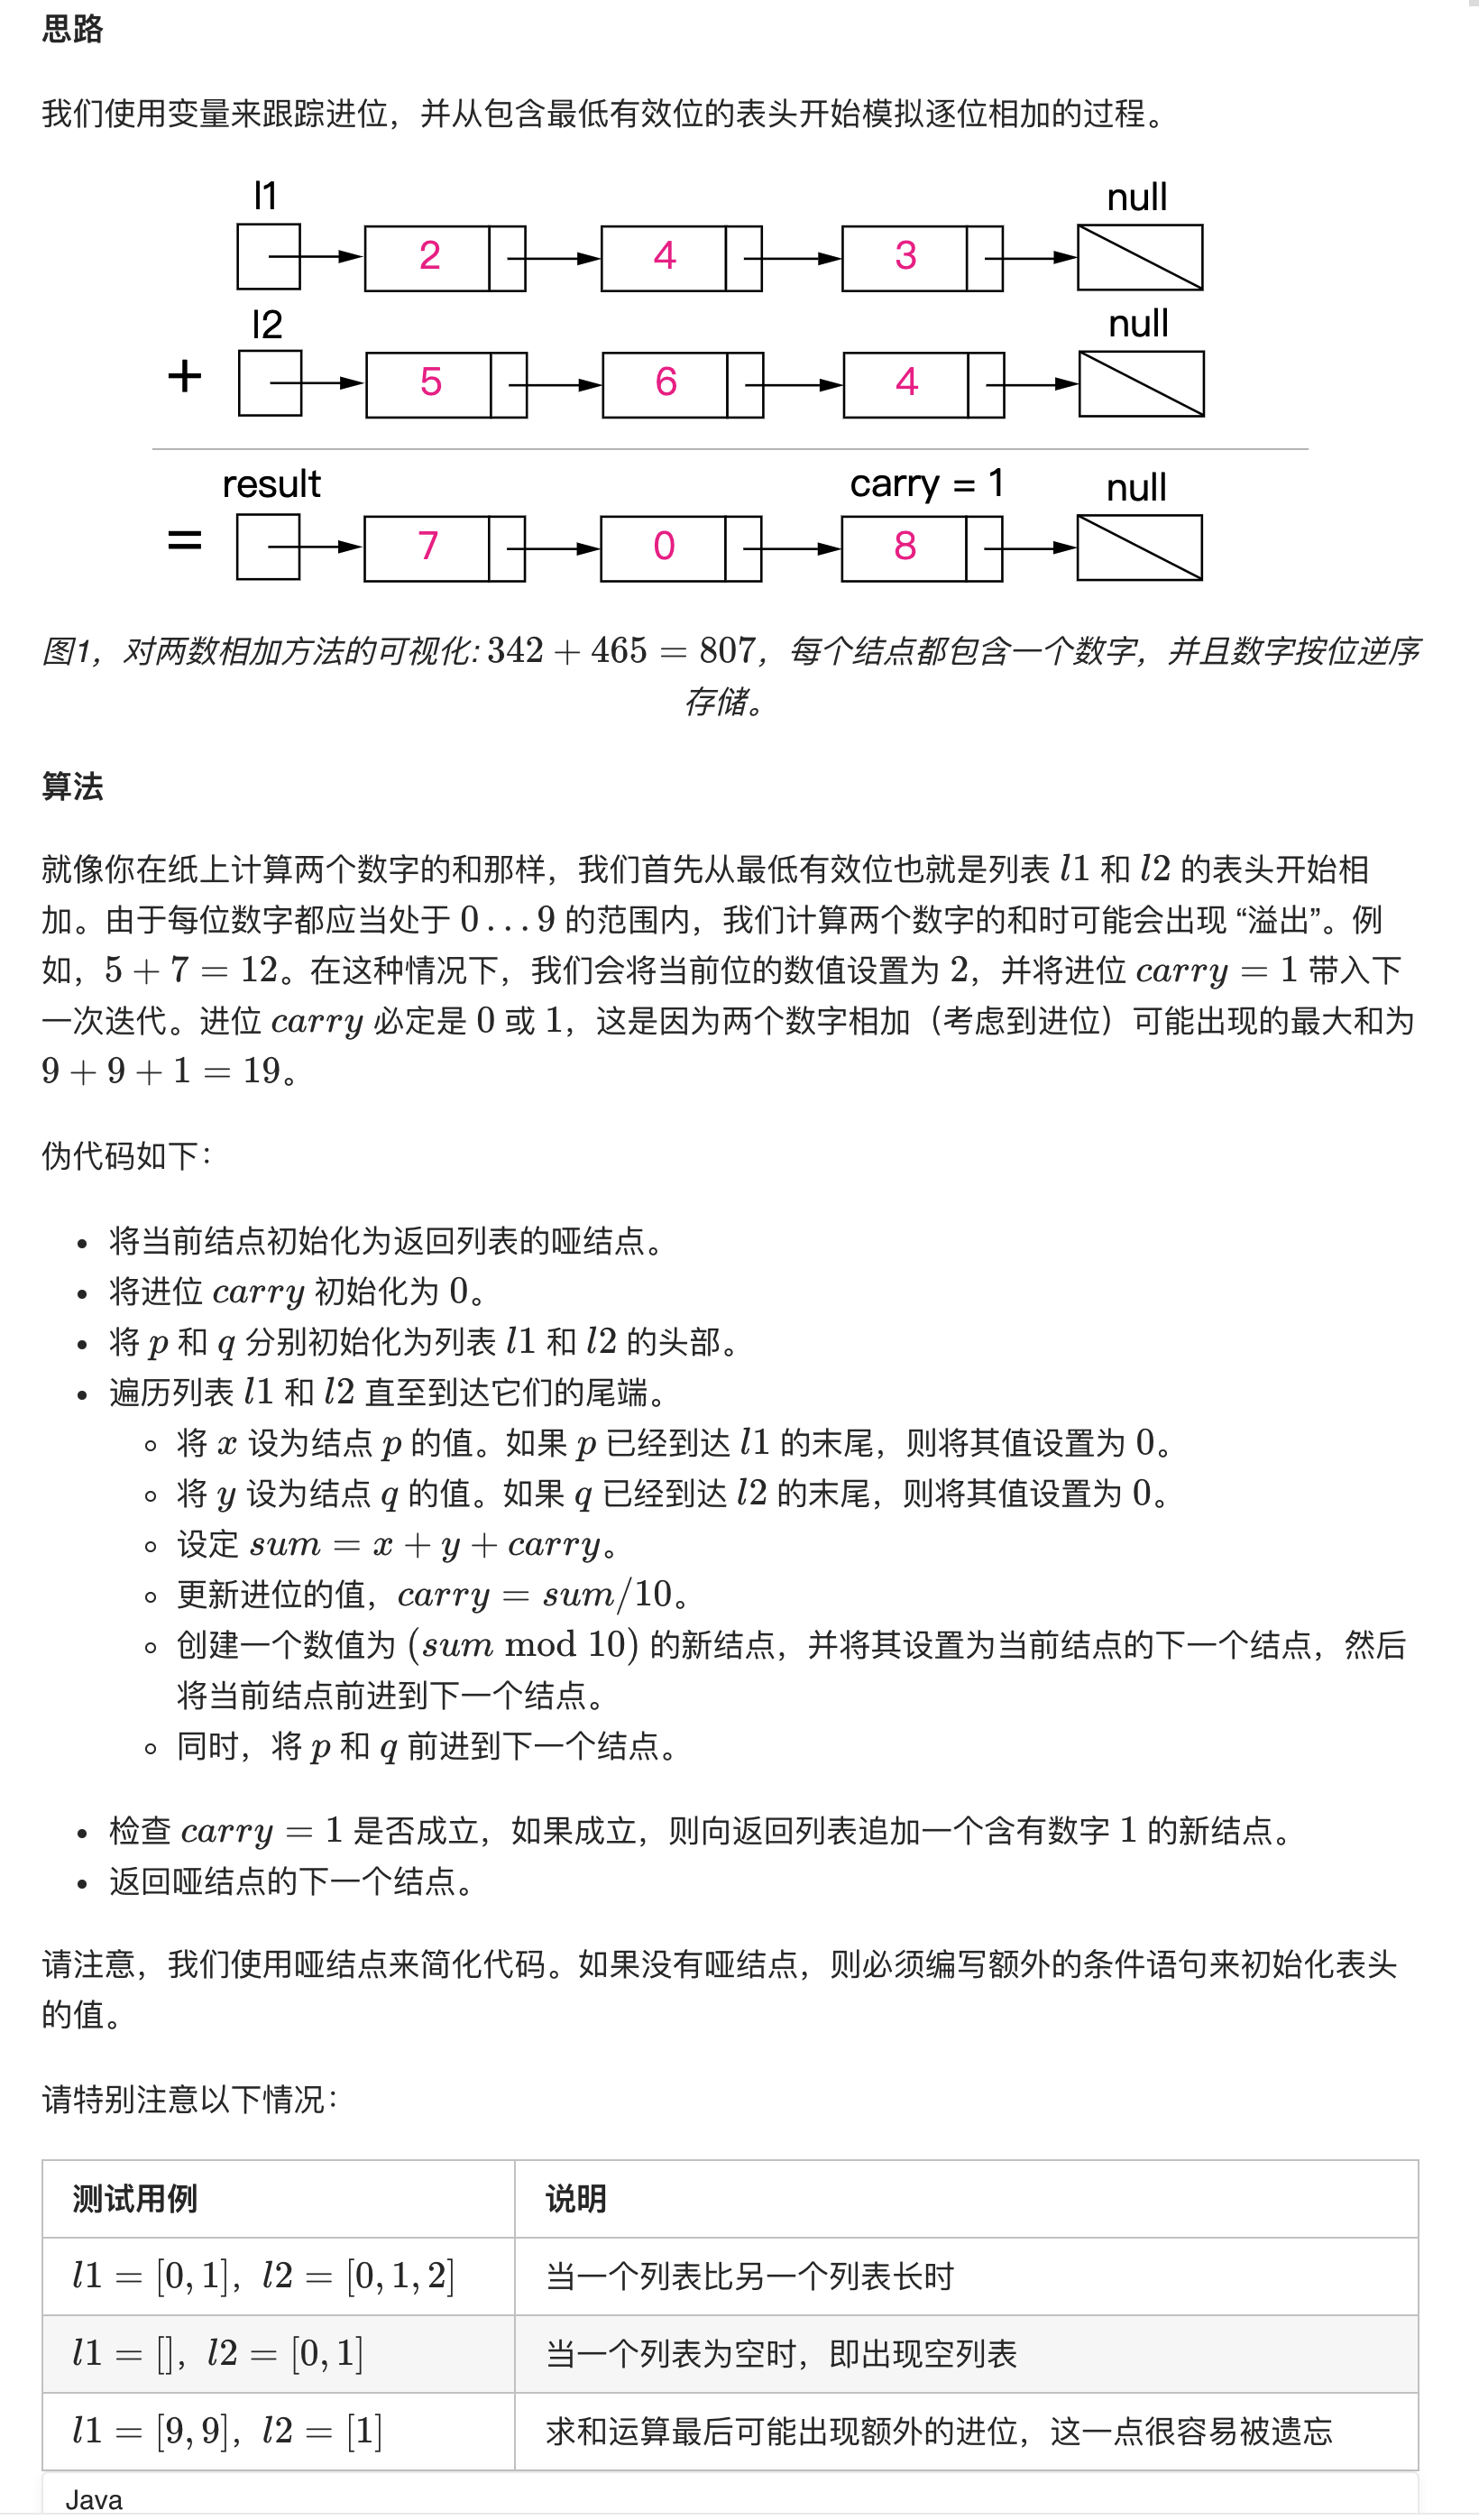 思路
我们使用变量来跟踪进位，并从包含最低有效位的表头开始模拟逐位相加的过程。
l1 null
2 4 3
l2 null
+ 5 6 4
result carry = 1 null
= 7 0 8
图1，对两数相加方法的可视化: 342 + 465 = 807，每个结点都包含一个数字，并且数字按位逆序
存储。
算法
就像你在纸上计算两个数字的和那样，我们首先从最低有效位也就是列表 l1 和 l2 的表头开始相
加。由于每位数字都应当处于 0...9 的范围内，我们计算两个数字的和时可能会出现 “溢出”。例
如，5 + 7 = 12。在这种情况下，我们会将当前位的数值设置为 2，并将进位 carry = 1 带入下
一次迭代。进位 carry 必定是 0 或 1，这是因为两个数字相加（考虑到进位）可能出现的最大和为
9 + 9 + 1 = 19。
伪代码如下：
• 将当前结点初始化为返回列表的哑结点。
• 将进位 carry 初始化为 0。
• 将 p 和 q 分别初始化为列表 l1 和 l2 的头部。
• 遍历列表 l1 和 l2 直至到达它们的尾端。
◦ 将 x 设为结点 p 的值。如果 p 已经到达 l1 的末尾，则将其值设置为 0。
◦ 将 y 设为结点 q 的值。如果 q 已经到达 l2 的末尾，则将其值设置为 0。
◦ 设定 sum = x + y + carry。
◦ 更新进位的值，carry = sum/10。
◦ 创建一个数值为 (sum mod 10) 的新结点，并将其设置为当前结点的下一个结点，然后
将当前结点前进到下一个结点。
◦ 同时，将 p 和 q 前进到下一个结点。
• 检查 carry = 1 是否成立，如果成立，则向返回列表追加一个含有数字 1 的新结点。
• 返回哑结点的下一个结点。
请注意，我们使用哑结点来简化代码。如果没有哑结点，则必须编写额外的条件语句来初始化表头
的值。
请特别注意以下情况：
测试用例 说明
l1 = [0, 1]，l2 = [0, 1, 2] 当一个列表比另一个列表长时
l1 = []，l2 = [0, 1] 当一个列表为空时，即出现空列表
l1 = [9, 9]，l2 = [1] 求和运算最后可能出现额外的进位，这一点很容易被遗忘
Java